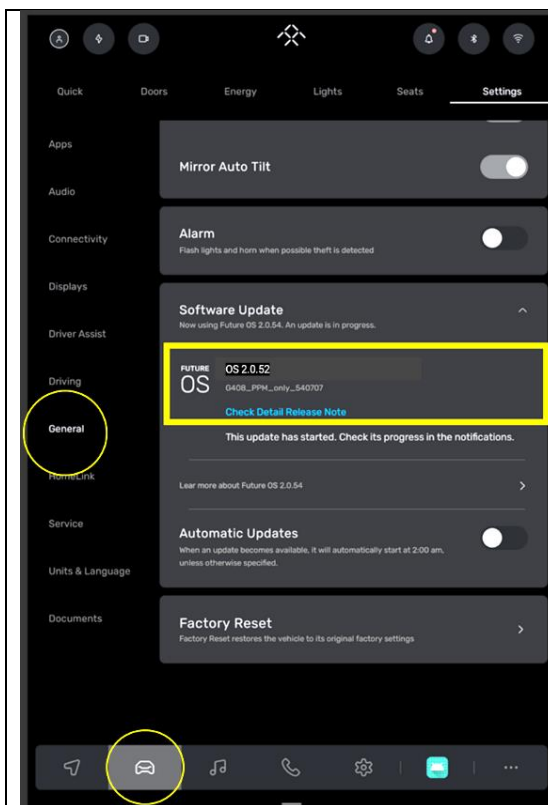 Quick Doors Energy Lights Seats Settings
Apps
Audio
Connectivity
Displays
Driver Assist
Driving
General
HomeLink
Service
Units & Language
Documents
Mirror Auto Tilt
Alarm
Flash lights and horn when possible theft is detected
Software Update
Now using Future OS 2.0.54. An update is in progress.
FUTURE
OS
OS 2.0.52
G408_PPM_only_540707
Check Detail Release Note
This update has started. Check its progress in the notifications.
Lear more about Future OS 2.0.54
Automatic Updates
When an update becomes available, it will automatically start at 2:00 am,
unless otherwise specified.
Factory Reset
Factory Reset restores the vehicle to its original factory settings